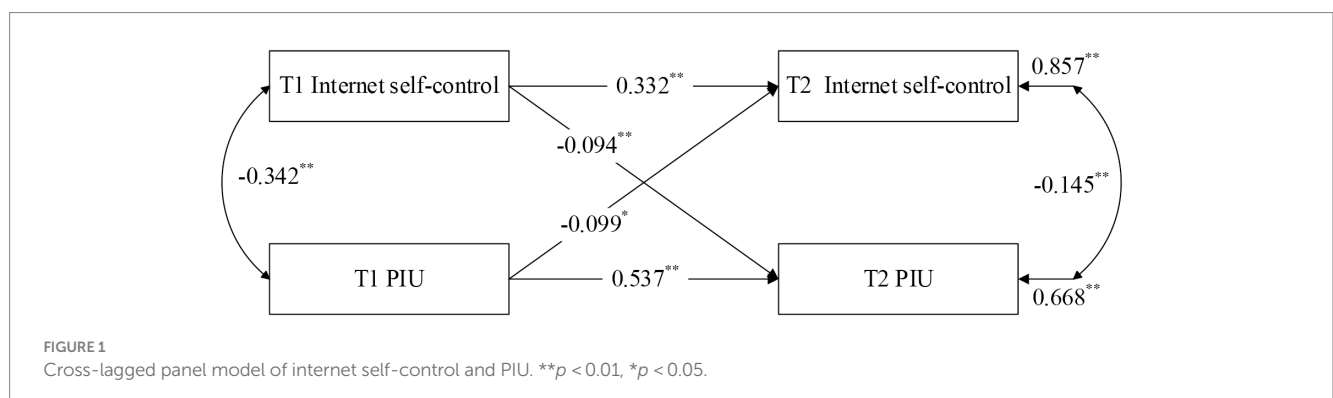 T1 Internet self-control
0.332**
T2 Internet self-control
0.857**
-0.094**
-0.342**
-0.145**
-0.099*
T1 PIU
0.537**
T2 PIU
0.668**
FIGURE 1
Cross-lagged panel model of internet self-control and PIU. **p < 0.01, *p < 0.05.